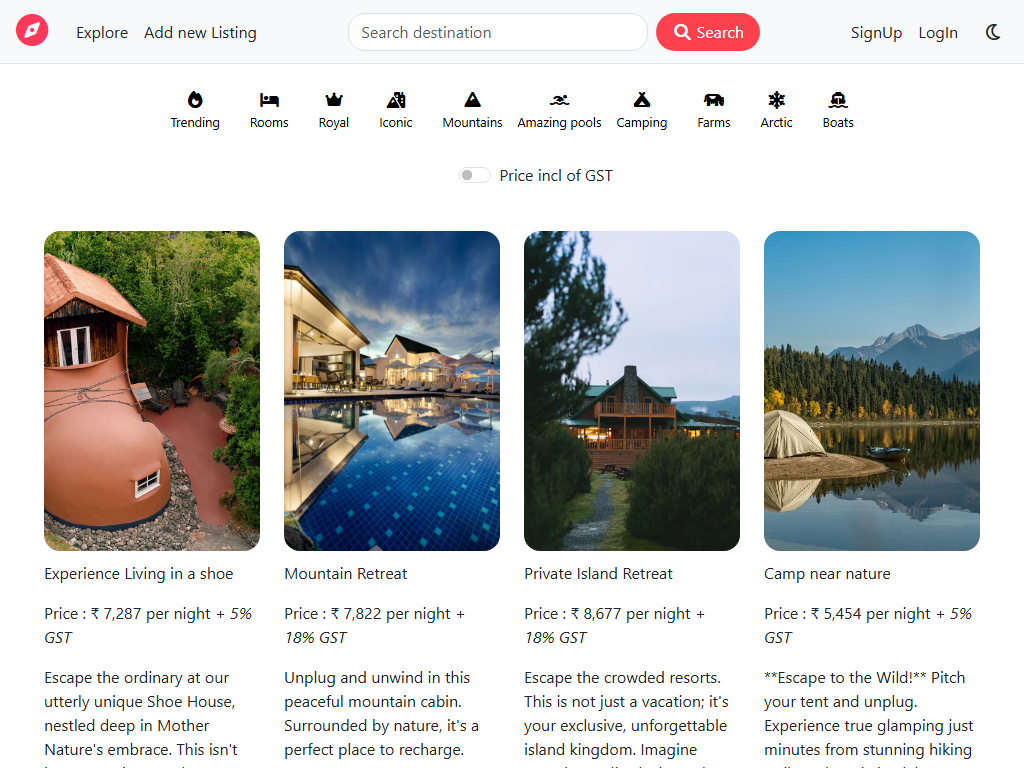 Explore Add new Listing Search destination Search SignUp LogIn
Trending Rooms Royal Iconic Mountains Amazing pools Camping Farms Arctic Boats
Price incl of GST
Experience Living in a shoe
Price : ₹ 7,287 per night + 5%
GST
Escape the ordinary at our
utterly unique Shoe House,
nestled deep in Mother
Nature's embrace. This isn't
Mountain Retreat
Price : ₹ 7,822 per night +
18% GST
Unplug and unwind in this
peaceful mountain cabin.
Surrounded by nature, it's a
perfect place to recharge.
Private Island Retreat
Price : ₹ 8,677 per night +
18% GST
Escape the crowded resorts.
This is not just a vacation; it's
your exclusive, unforgettable
island kingdom. Imagine
Camp near nature
Price : ₹ 5,454 per night + 5%
GST
**Escape to the Wild!** Pitch
your tent and unplug.
Experience true glamping just
minutes from stunning hiking